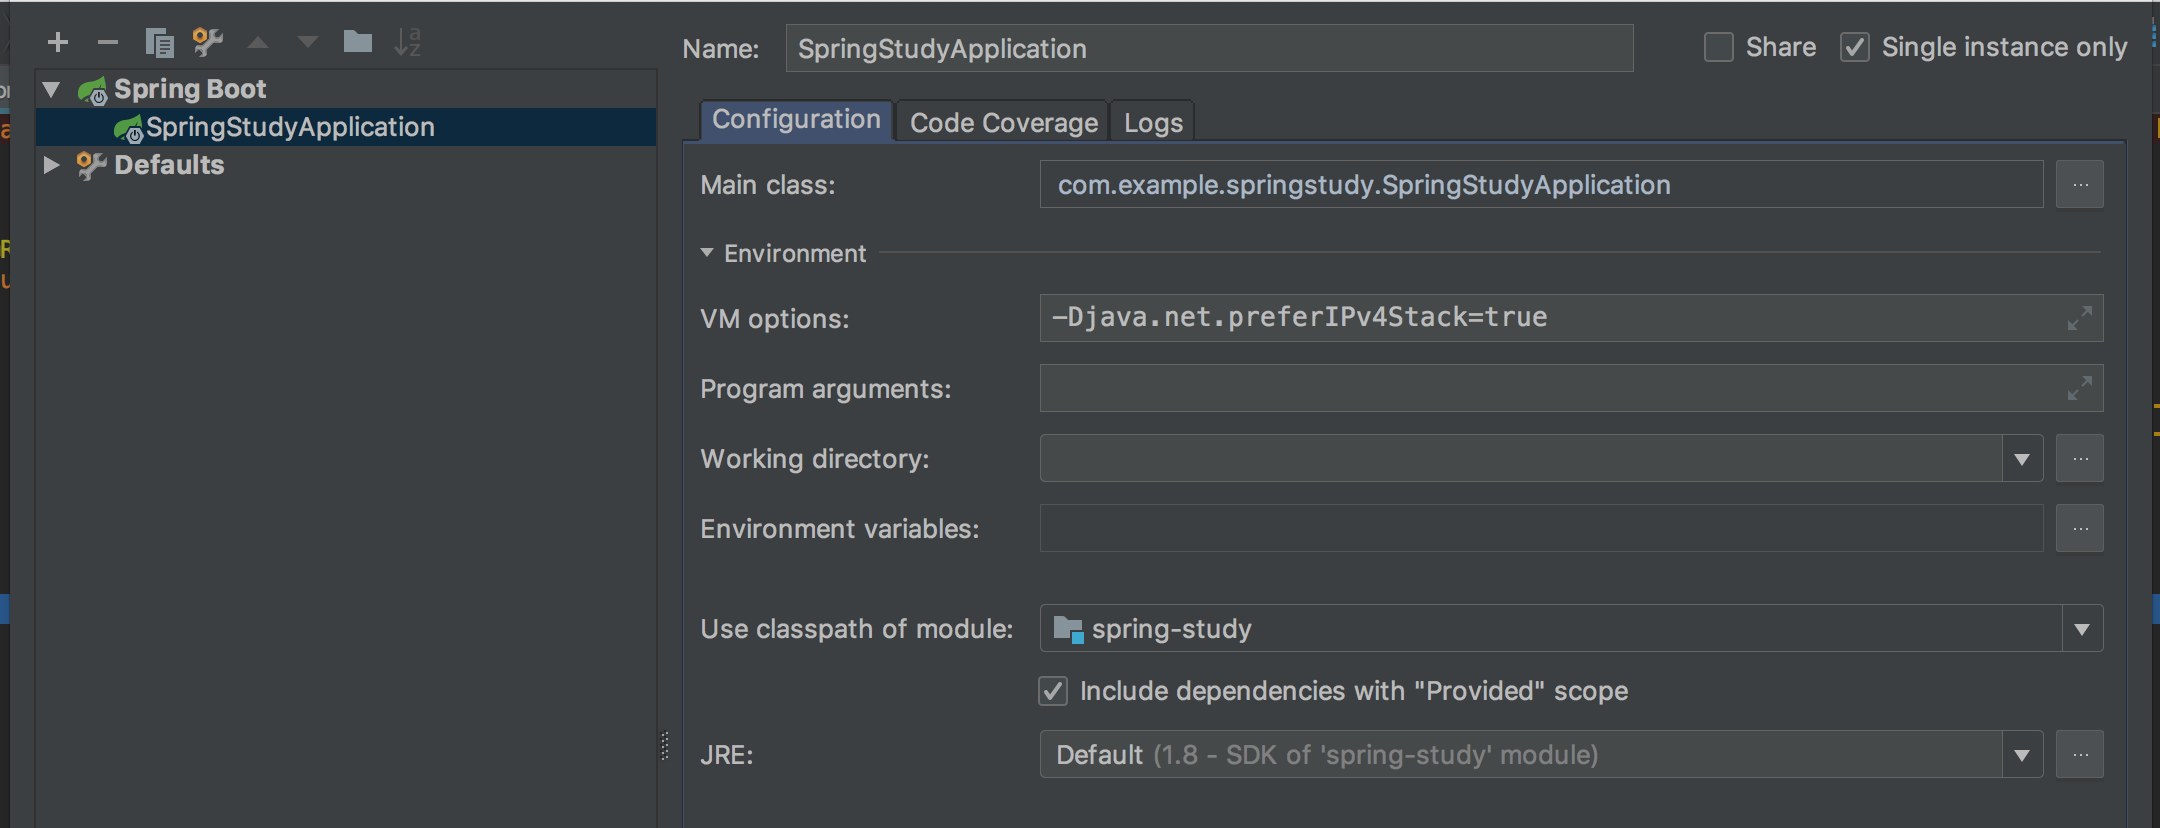 Name: SpringStudyApplication Share Single instance only
Spring Boot
SpringStudyApplication
Defaults
Configuration Code Coverage Logs
Main class: com.example.springstudy.SpringStudyApplication ...
Environment
VM options: -Djava.net.preferIPv4Stack=true
Program arguments:
Working directory: ...
Environment variables: ...
Use classpath of module: spring-study
Include dependencies with "Provided" scope
JRE: Default (1.8 - SDK of 'spring-study' module) ...